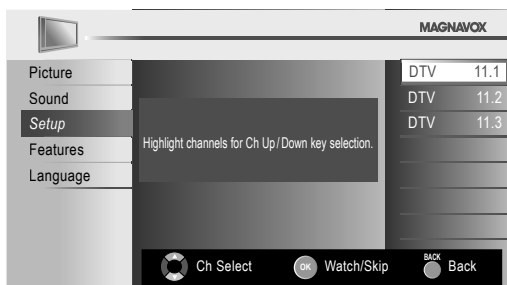 MAGNAVOX
Picture
Sound
Setup
Features
Language
Highlight channels for Ch Up / Down key selection.
DTV 11.1
DTV 11.2
DTV 11.3
Ch Select
OK Watch/Skip
BACK Back